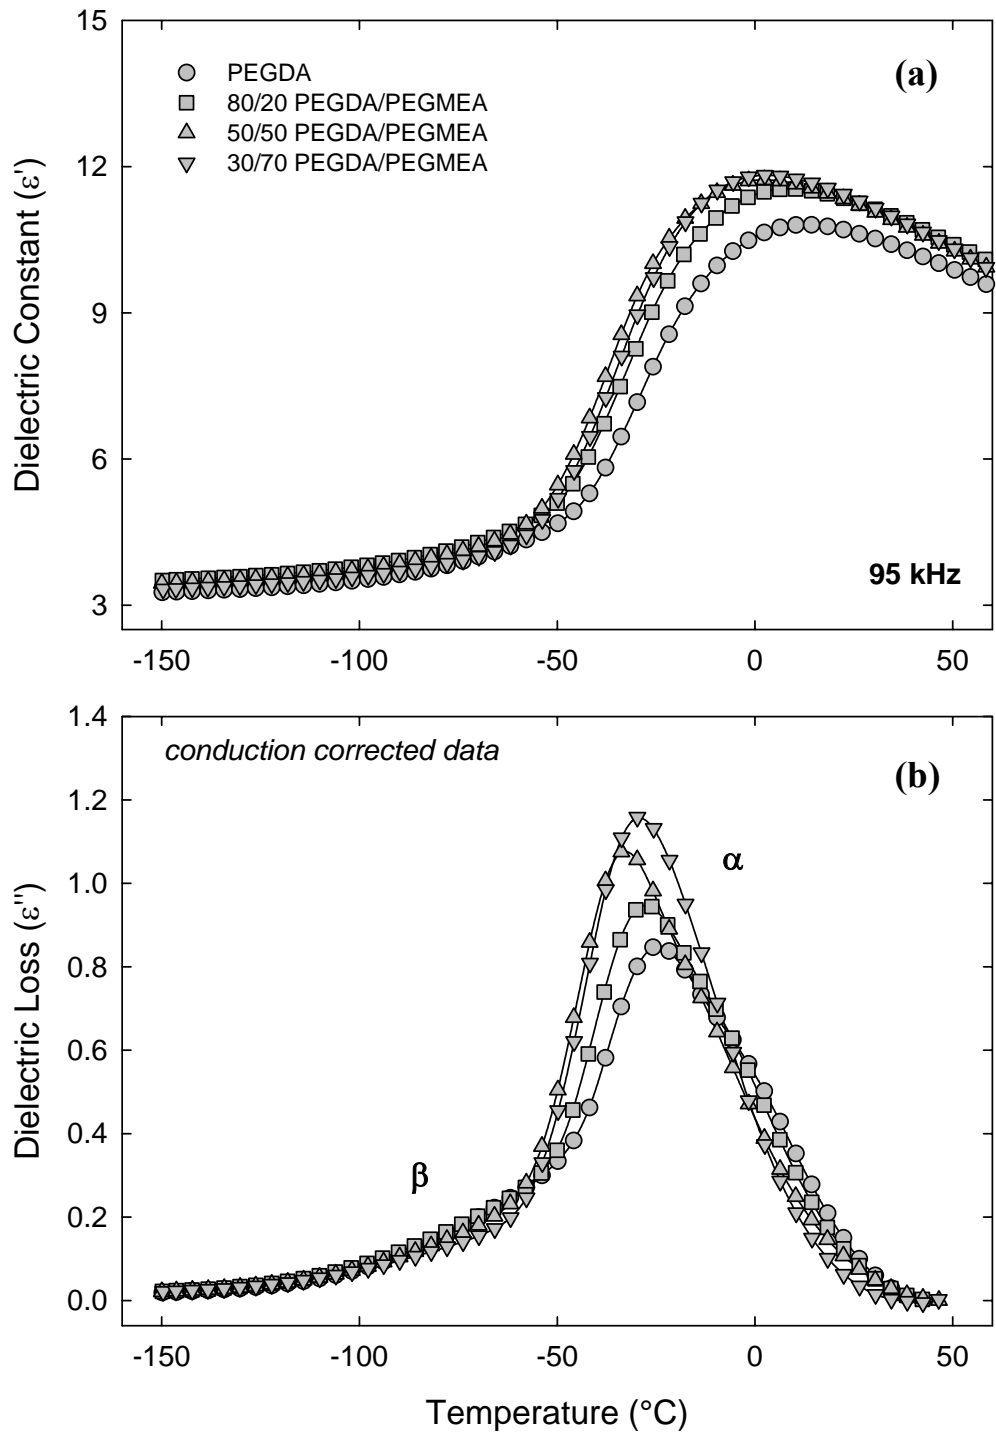 15
(a)
PEGDA
80/20 PEGDA/PEGMEA
50/50 PEGDA/PEGMEA
30/70 PEGDA/PEGMEA
12
9
6
3
Dielectric Constant (ε')
95 kHz
-150 -100 -50 0 50
1.4
conduction corrected data
(b)
1.2
α
1.0
0.8
0.6
0.4
β
0.2
0.0
Dielectric Loss (ε'')
-150 -100 -50 0 50
Temperature (°C)